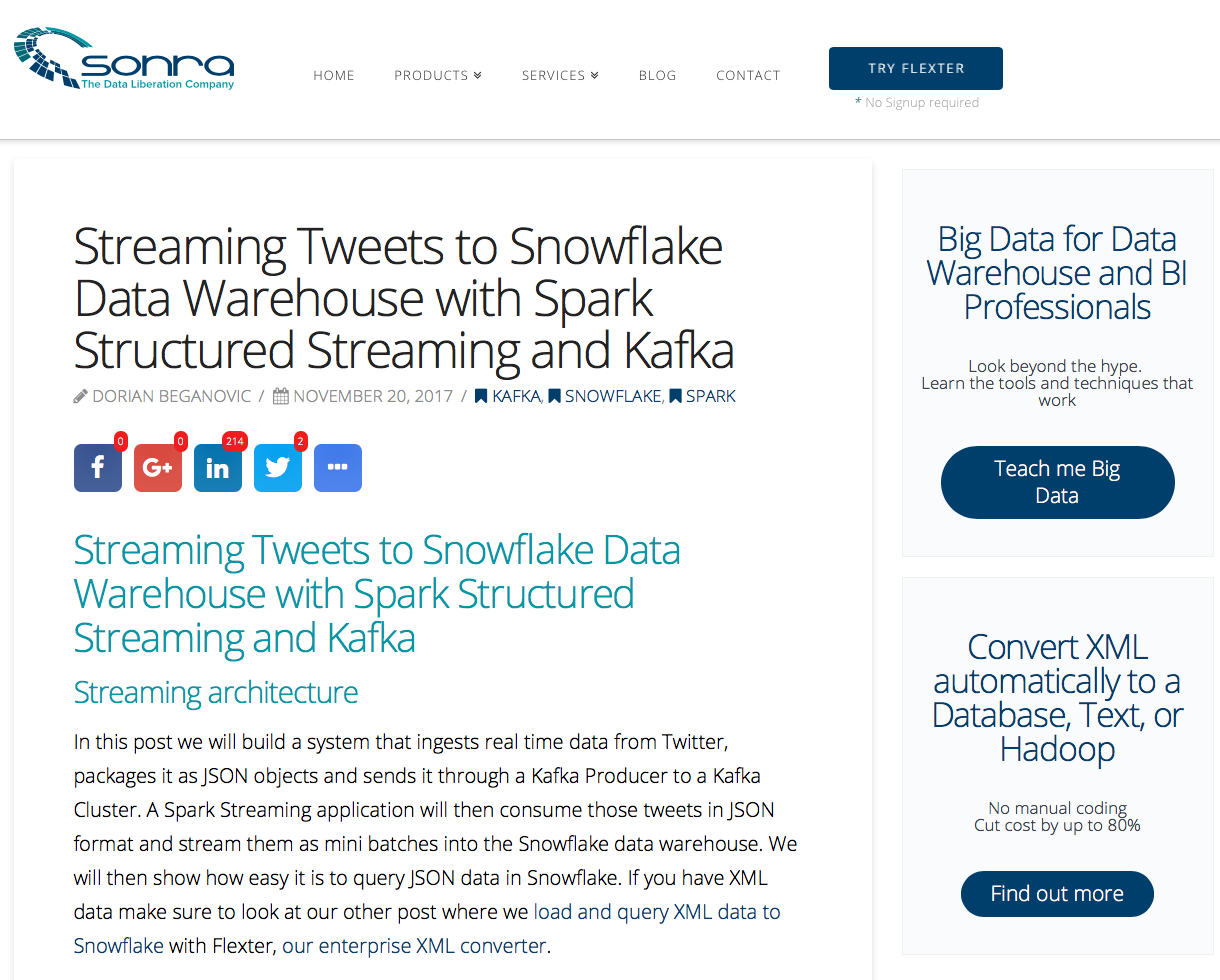 sonra
The Data Liberation Company
HOME
PRODUCTS
SERVICES
BLOG
CONTACT
TRY FLEXTER
* No Signup required
Streaming Tweets to Snowflake
Data Warehouse with Spark
Structured Streaming and Kafka
DORIAN BEGANOVIC / NOVEMBER 20, 2017 / KAFKA, SNOWFLAKE, SPARK
0
0
214
2
f
G+
in
Streaming Tweets to Snowflake Data
Warehouse with Spark Structured
Streaming and Kafka
Streaming architecture
In this post we will build a system that ingests real time data from Twitter,
packages it as JSON objects and sends it through a Kafka Producer to a Kafka
Cluster. A Spark Streaming application will then consume those tweets in JSON
format and stream them as mini batches into the Snowflake data warehouse. We
will then show how easy it is to query JSON data in Snowflake. If you have XML
data make sure to look at our other post where we load and query XML data to
Snowflake with Flexter, our enterprise XML converter.
Big Data for Data
Warehouse and BI
Professionals
Look beyond the hype.
Learn the tools and techniques that
work
Teach me Big
Data
Convert XML
automatically to a
Database, Text, or
Hadoop
No manual coding
Cut cost by up to 80%
Find out more